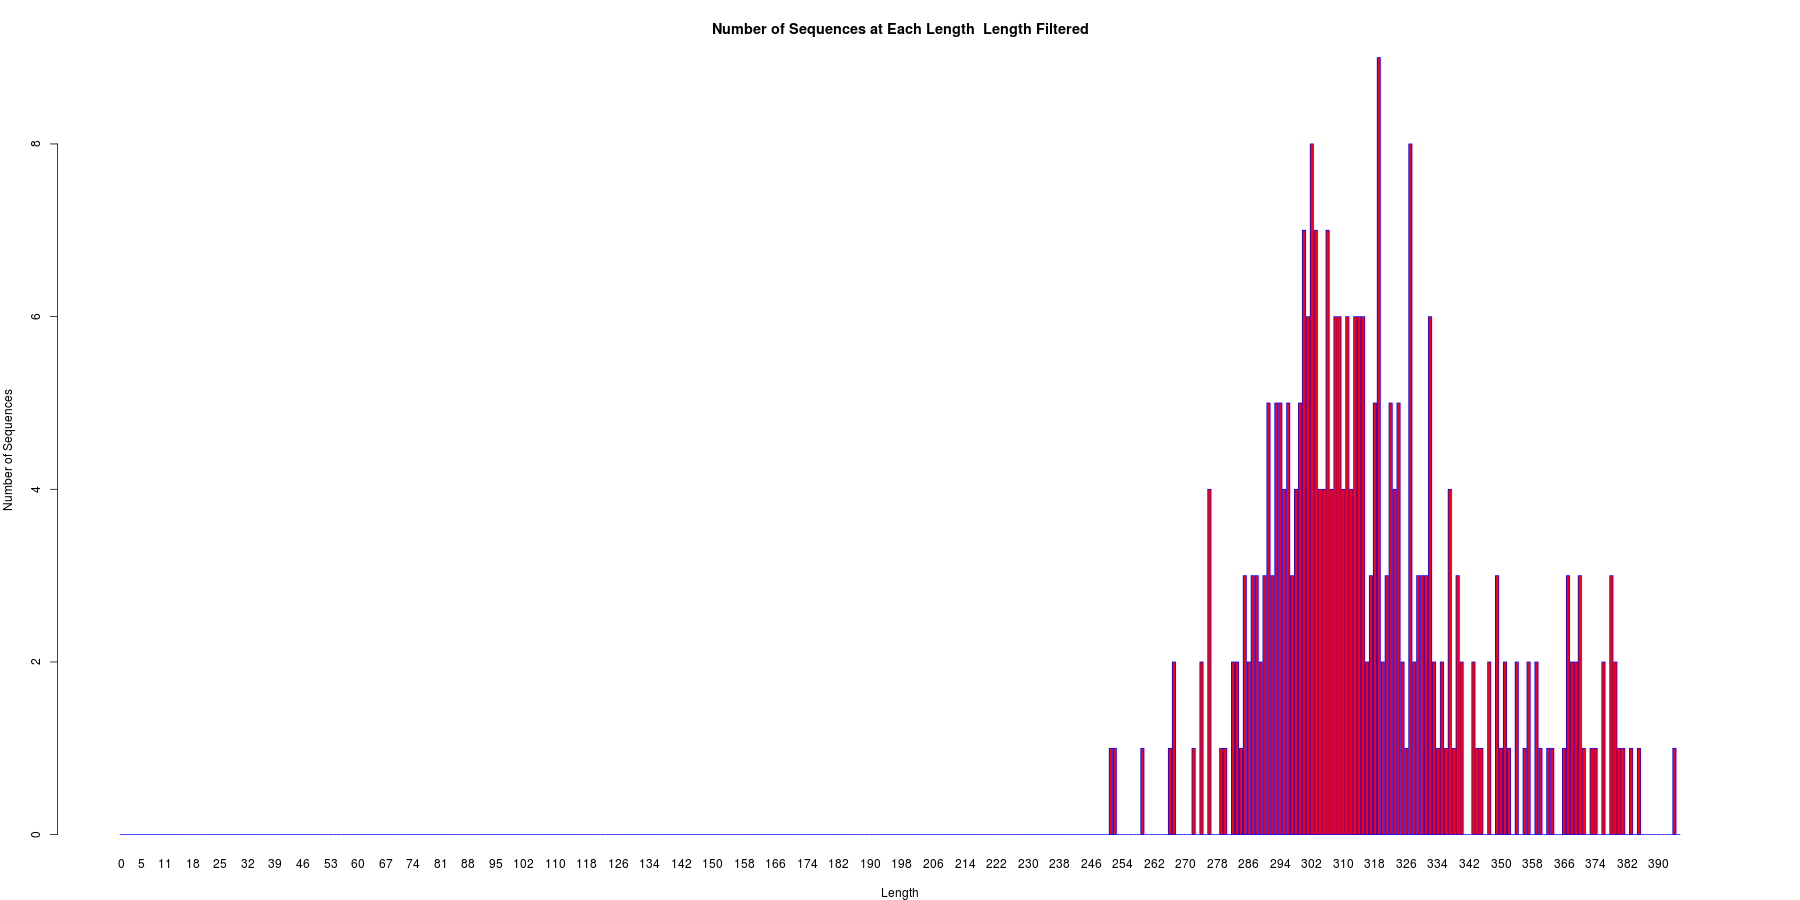 Number of Sequences at Each Length  Length Filtered
8
6
4
2
0
Number of Sequences
0 5 11 18 25 32 39 46 53 60 67 74 81 88 95 102 110 118 126 134 142 150 158 166 174 182 190 198 206 214 222 230 238 246 254 262 270 278 286 294 302 310 318 326 334 342 350 358 366 374 382 390
Length